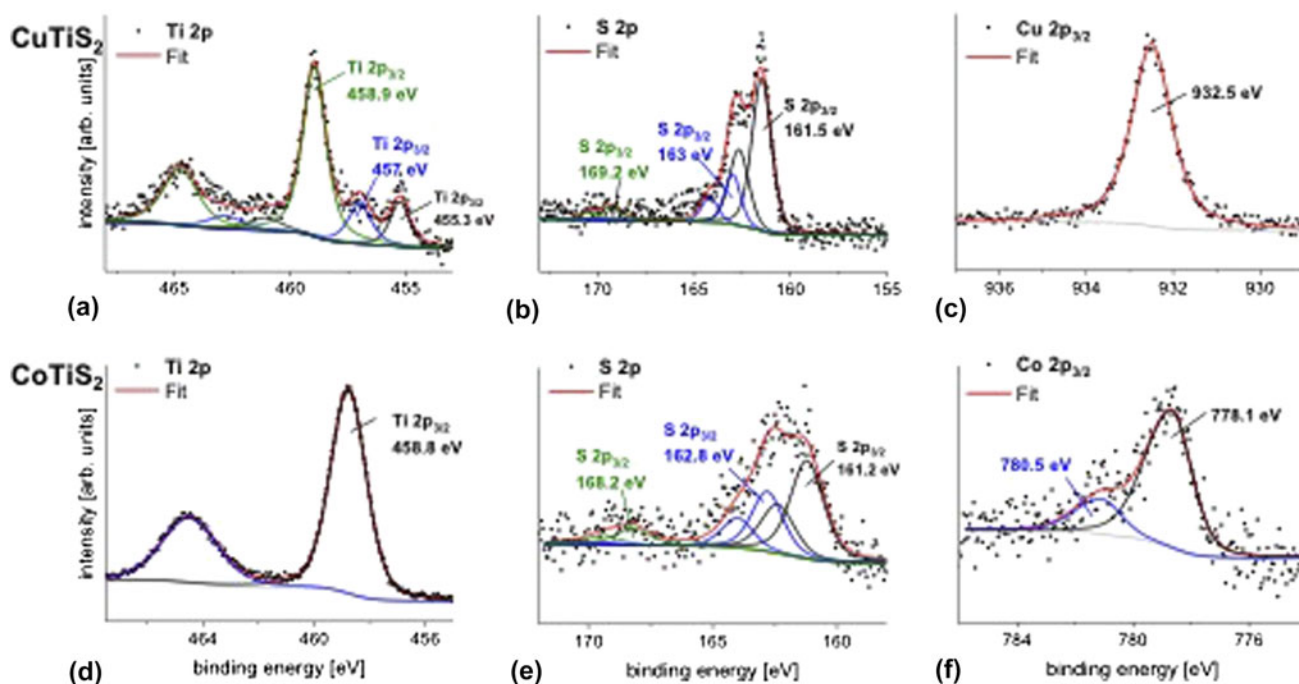 CuTiS2
Ti 2p
Fit
Ti 2p3/2
458.9 eV
Ti 2p3/2
457. eV
Ti 2p3/2
455.3 eV
intensity [arb. units]
465
460
455
(a)
S 2p
Fit
S 2p3/2
161.5 eV
S 2p3/2
163 eV
S 2p3/2
169.2 eV
170
165
160
155
(b)
Cu 2p3/2
Fit
932.5 eV
936
934
932
930
(c)
CoTiS2
Ti 2p
Fit
Ti 2p3/2
458.8 eV
intensity [arb. units]
464
460
456
binding energy [eV]
(d)
S 2p
Fit
S 2p3/2
162.8 eV
S 2p3/2
161.2 eV
S 2p3/2
168.2 eV
170
165
160
binding energy [eV]
(e)
Co 2p3/2
Fit
778.1 eV
780.5 eV
784
780
776
binding energy [eV]
(f)